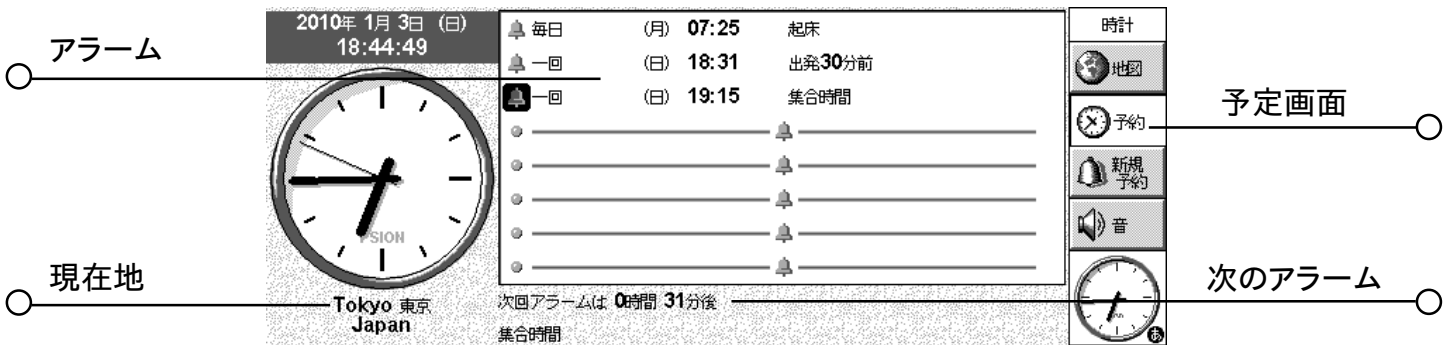 アラーム
現在地
2010年 1月 3日 (日)
18:44:49
PSION
Tokyo 東京
Japan
毎日 (月) 07:25 起床
一回 (日) 18:31 出発30分前
一回 (日) 19:15 集合時間
次回アラームは 0時間 31分後
集合時間
時計
地図
予約
新規
予約
音
あ
予定画面
次のアラーム